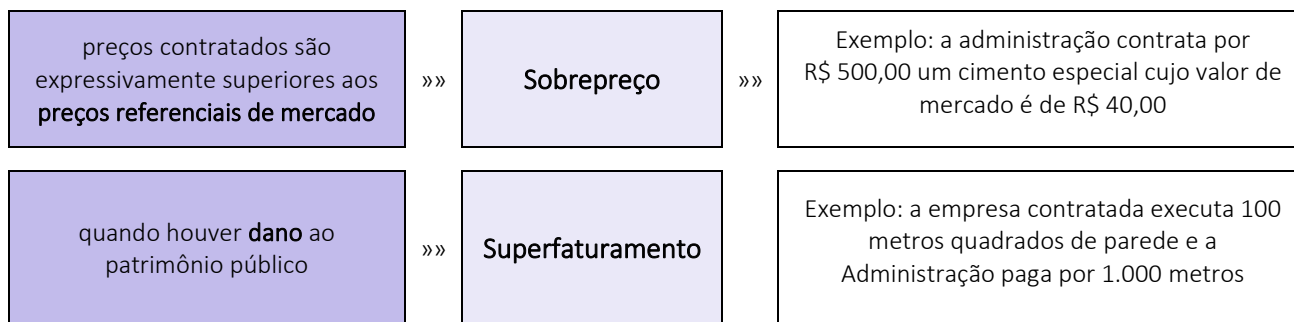 preços contratados são
expressivamente superiores aos
preços referenciais de mercado
»»
Sobrepreço
»»
Exemplo: a administração contrata por
R$ 500,00 um cimento especial cujo valor de
mercado é de R$ 40,00
quando houver dano ao
patrimônio público
»»
Superfaturamento
Exemplo: a empresa contratada executa 100
metros quadrados de parede e a
Administração paga por 1.000 metros